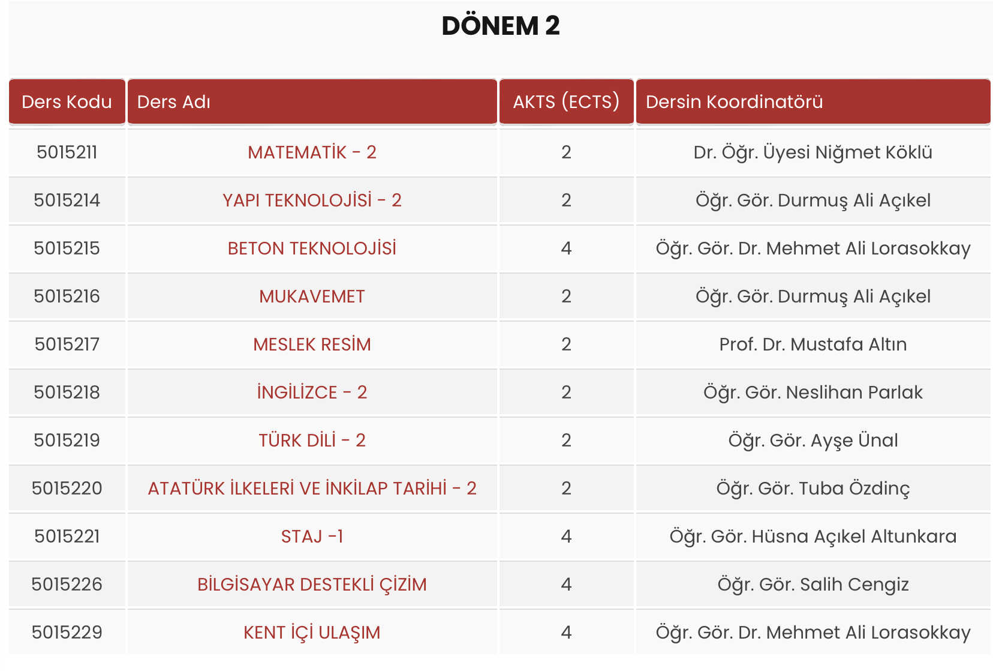 DÖNEM 2
Ders Kodu Ders Adı AKTS (ECTS) Dersin Koordinatörü
5015211 MATEMATİK - 2 2 Dr. Öğr. Üyesi Niğmet Köklü
5015214 YAPI TEKNOLOJİSİ - 2 2 Öğr. Gör. Durmuş Ali Açıkel
5015215 BETON TEKNOLOJİSİ 4 Öğr. Gör. Dr. Mehmet Ali Lorasokkay
5015216 MUKAVEMET 2 Öğr. Gör. Durmuş Ali Açıkel
5015217 MESLEK RESİM 2 Prof. Dr. Mustafa Altın
5015218 İNGİLİZCE - 2 2 Öğr. Gör. Neslihan Parlak
5015219 TÜRK DİLİ - 2 2 Öğr. Gör. Ayşe Ünal
5015220 ATATÜRK İLKELERİ VE İNKİLAP TARİHİ - 2 2 Öğr. Gör. Tuba Özdinç
5015221 STAJ -1 4 Öğr. Gör. Hüsna Açıkel Altunkara
5015226 BİLGİSAYAR DESTEKLİ ÇİZİM 4 Öğr. Gör. Salih Cengiz
5015229 KENT İÇİ ULAŞIM 4 Öğr. Gör. Dr. Mehmet Ali Lorasokkay